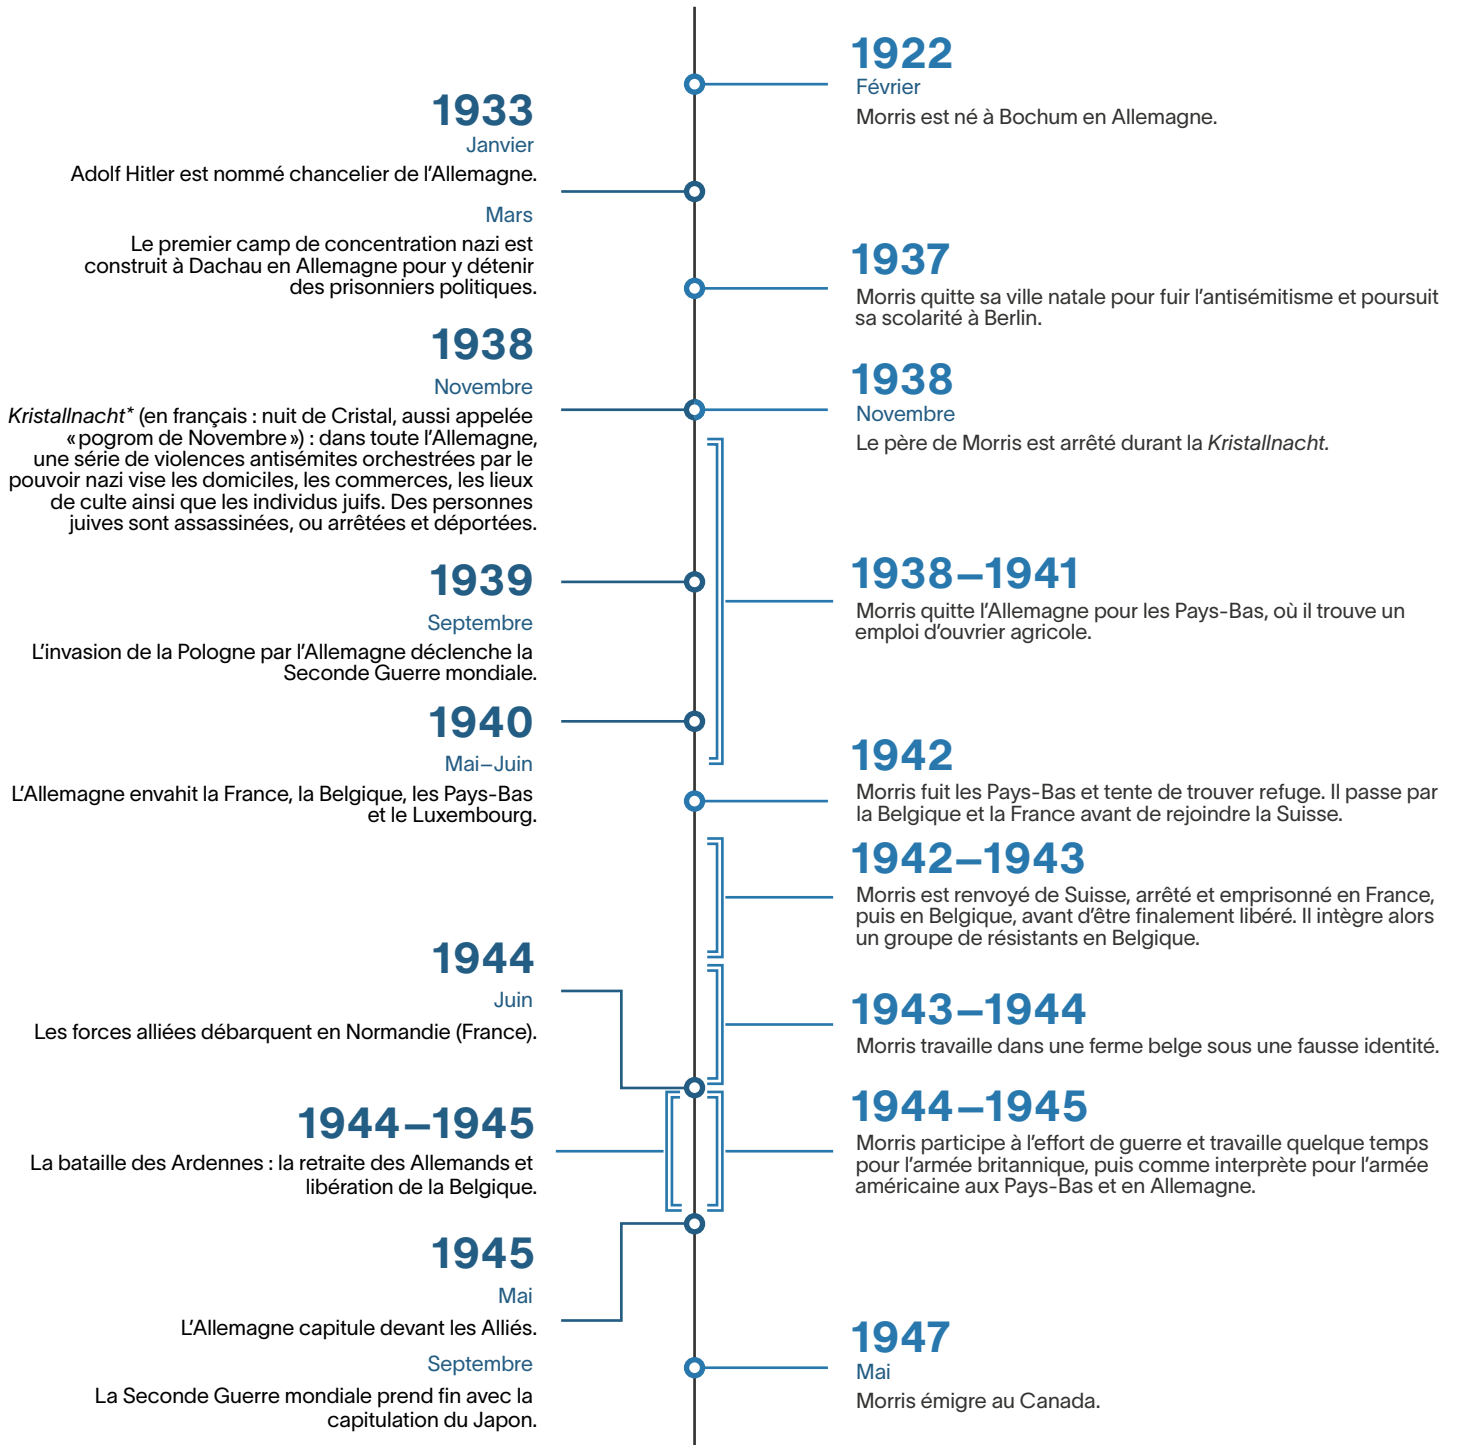 1933
Janvier
Adolf Hitler est nommé chancelier de l'Allemagne.
Mars
Le premier camp de concentration nazi est
construit à Dachau en Allemagne pour y détenir
des prisonniers politiques.
1938
Novembre
Kristallnacht* (en français : nuit de Cristal, aussi appelée
«pogrom de Novembre») : dans toute l'Allemagne,
une série de violences antisémites orchestrées par le
pouvoir nazi vise les domiciles, les commerces, les lieux
de culte ainsi que les individus juifs. Des personnes
juives sont assassinées, ou arrêtées et déportées.
1939
Septembre
L'invasion de la Pologne par l'Allemagne déclenche la
Seconde Guerre mondiale.
1940
Mai–Juin
L'Allemagne envahit la France, la Belgique, les Pays-Bas
et le Luxembourg.
1944
Juin
Les forces alliées débarquent en Normandie (France).
1944–1945
La bataille des Ardennes : la retraite des Allemands et
libération de la Belgique.
1945
Mai
L'Allemagne capitule devant les Alliés.
Septembre
La Seconde Guerre mondiale prend fin avec la
capitulation du Japon.
1922
Février
Morris est né à Bochum en Allemagne.
1937
Morris quitte sa ville natale pour fuir l'antisémitisme et poursuit
sa scolarité à Berlin.
1938
Novembre
Le père de Morris est arrêté durant la Kristallnacht.
1938–1941
Morris quitte l'Allemagne pour les Pays-Bas, où il trouve un
emploi d'ouvrier agricole.
1942
Morris fuit les Pays-Bas et tente de trouver refuge. Il passe par
la Belgique et la France avant de rejoindre la Suisse.
1942–1943
Morris est renvoyé de Suisse, arrêté et emprisonné en France,
puis en Belgique, avant d'être finalement libéré. Il intègre alors
un groupe de résistants en Belgique.
1943–1944
Morris travaille dans une ferme belge sous une fausse identité.
1944–1945
Morris participe à l'effort de guerre et travaille quelque temps
pour l'armée britannique, puis comme interprète pour l'armée
américaine aux Pays-Bas et en Allemagne.
1947
Mai
Morris émigre au Canada.